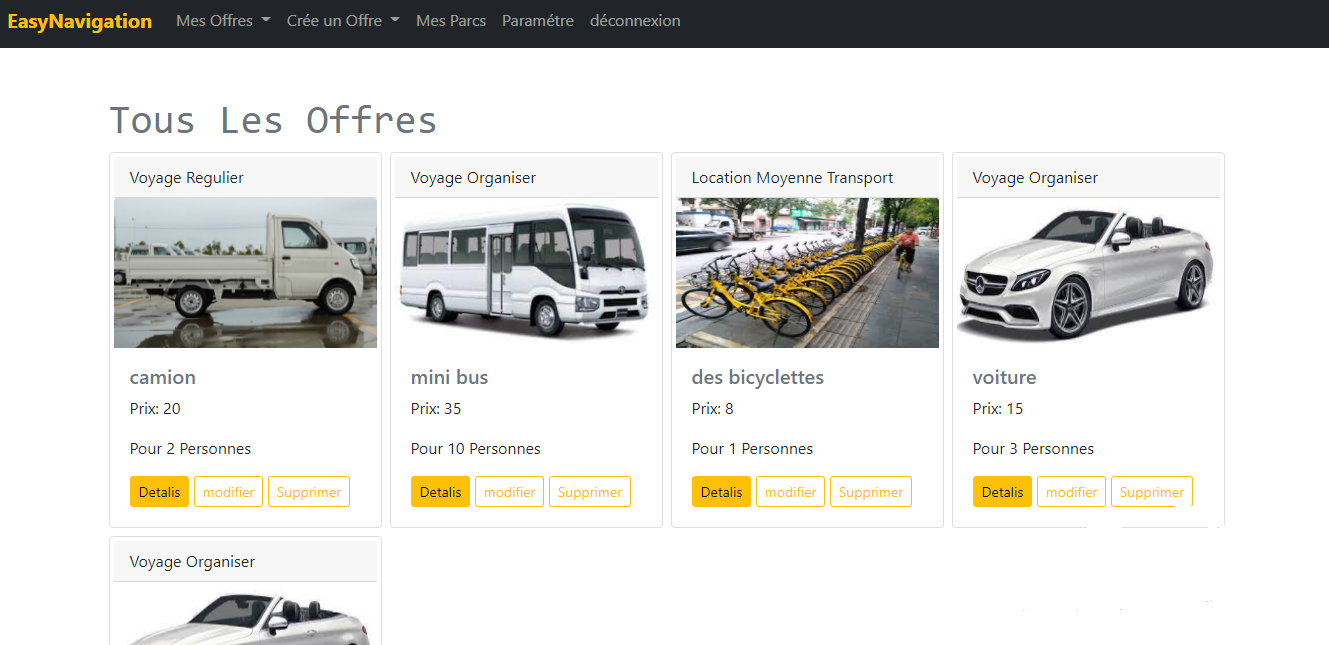 EasyNavigation Mes Offres Crée un Offre Mes Parcs Paramétre déconnexion
Tous Les Offres
Voyage Regulier
camion
Prix: 20
Pour 2 Personnes
Detalis modifier Supprimer
Voyage Organiser
mini bus
Prix: 35
Pour 10 Personnes
Detalis modifier Supprimer
Location Moyenne Transport
des bicyclettes
Prix: 8
Pour 1 Personnes
Detalis modifier Supprimer
Voyage Organiser
voiture
Prix: 15
Pour 3 Personnes
Detalis modifier Supprimer
Voyage Organiser